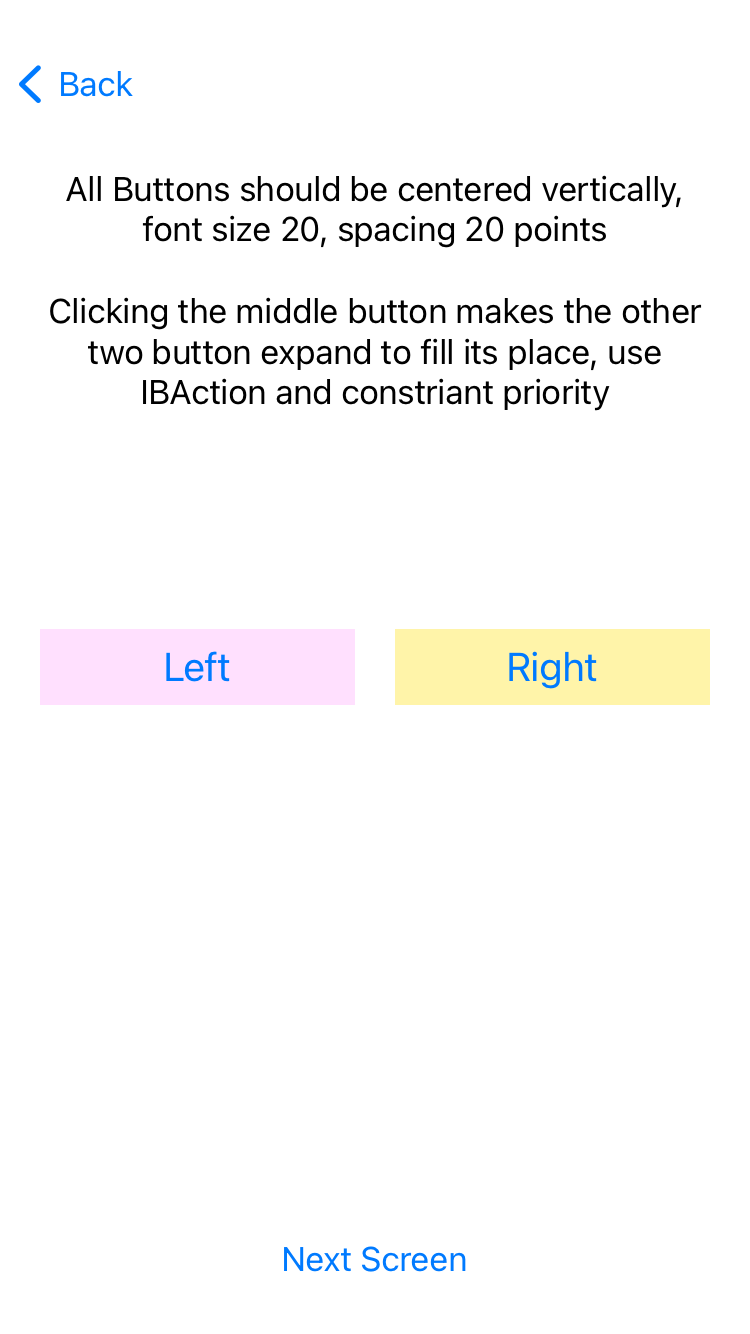 Back
All Buttons should be centered vertically,
font size 20, spacing 20 points
Clicking the middle button makes the other
two button expand to fill its place, use
IBAction and constriant priority
Left
Right
Next Screen